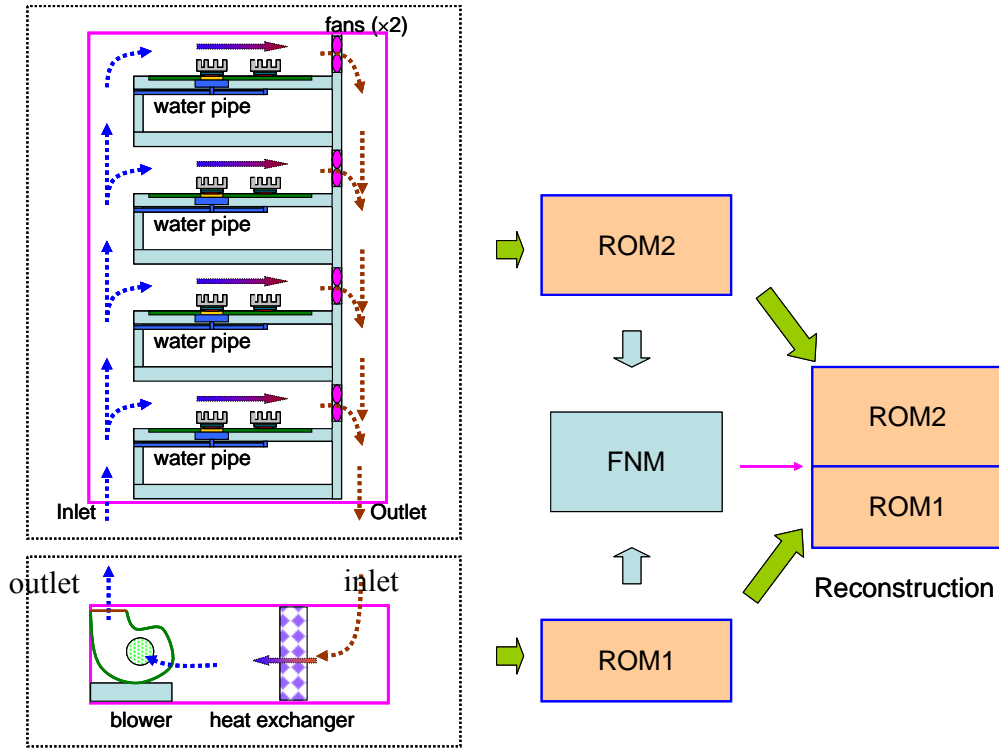 fans (×2)
water pipe
water pipe
water pipe
water pipe
Inlet
Outlet
outlet
inlet
blower
heat exchanger
ROM2
FNM
ROM1
ROM2
ROM1
Reconstruction